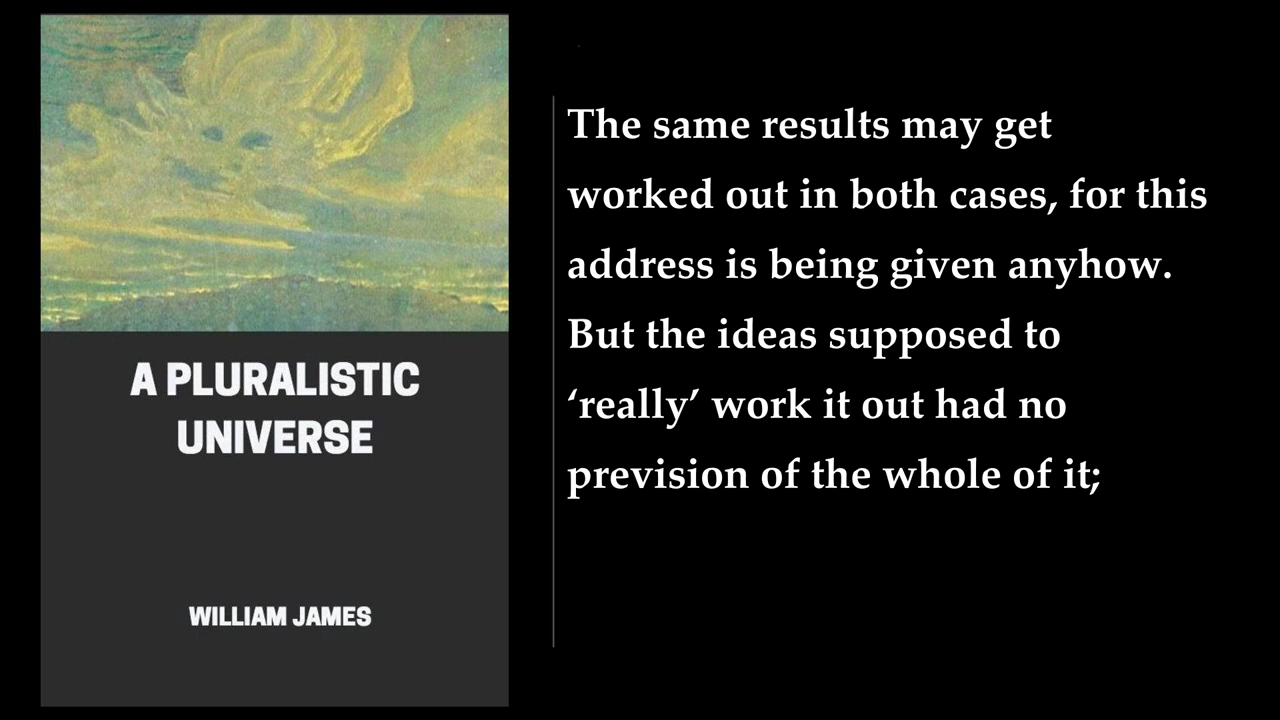 A PLURALISTIC
UNIVERSE
WILLIAM JAMES
The same results may get
worked out in both cases, for this
address is being given anyhow.
But the ideas supposed to
‘really’ work it out had no
prevision of the whole of it;